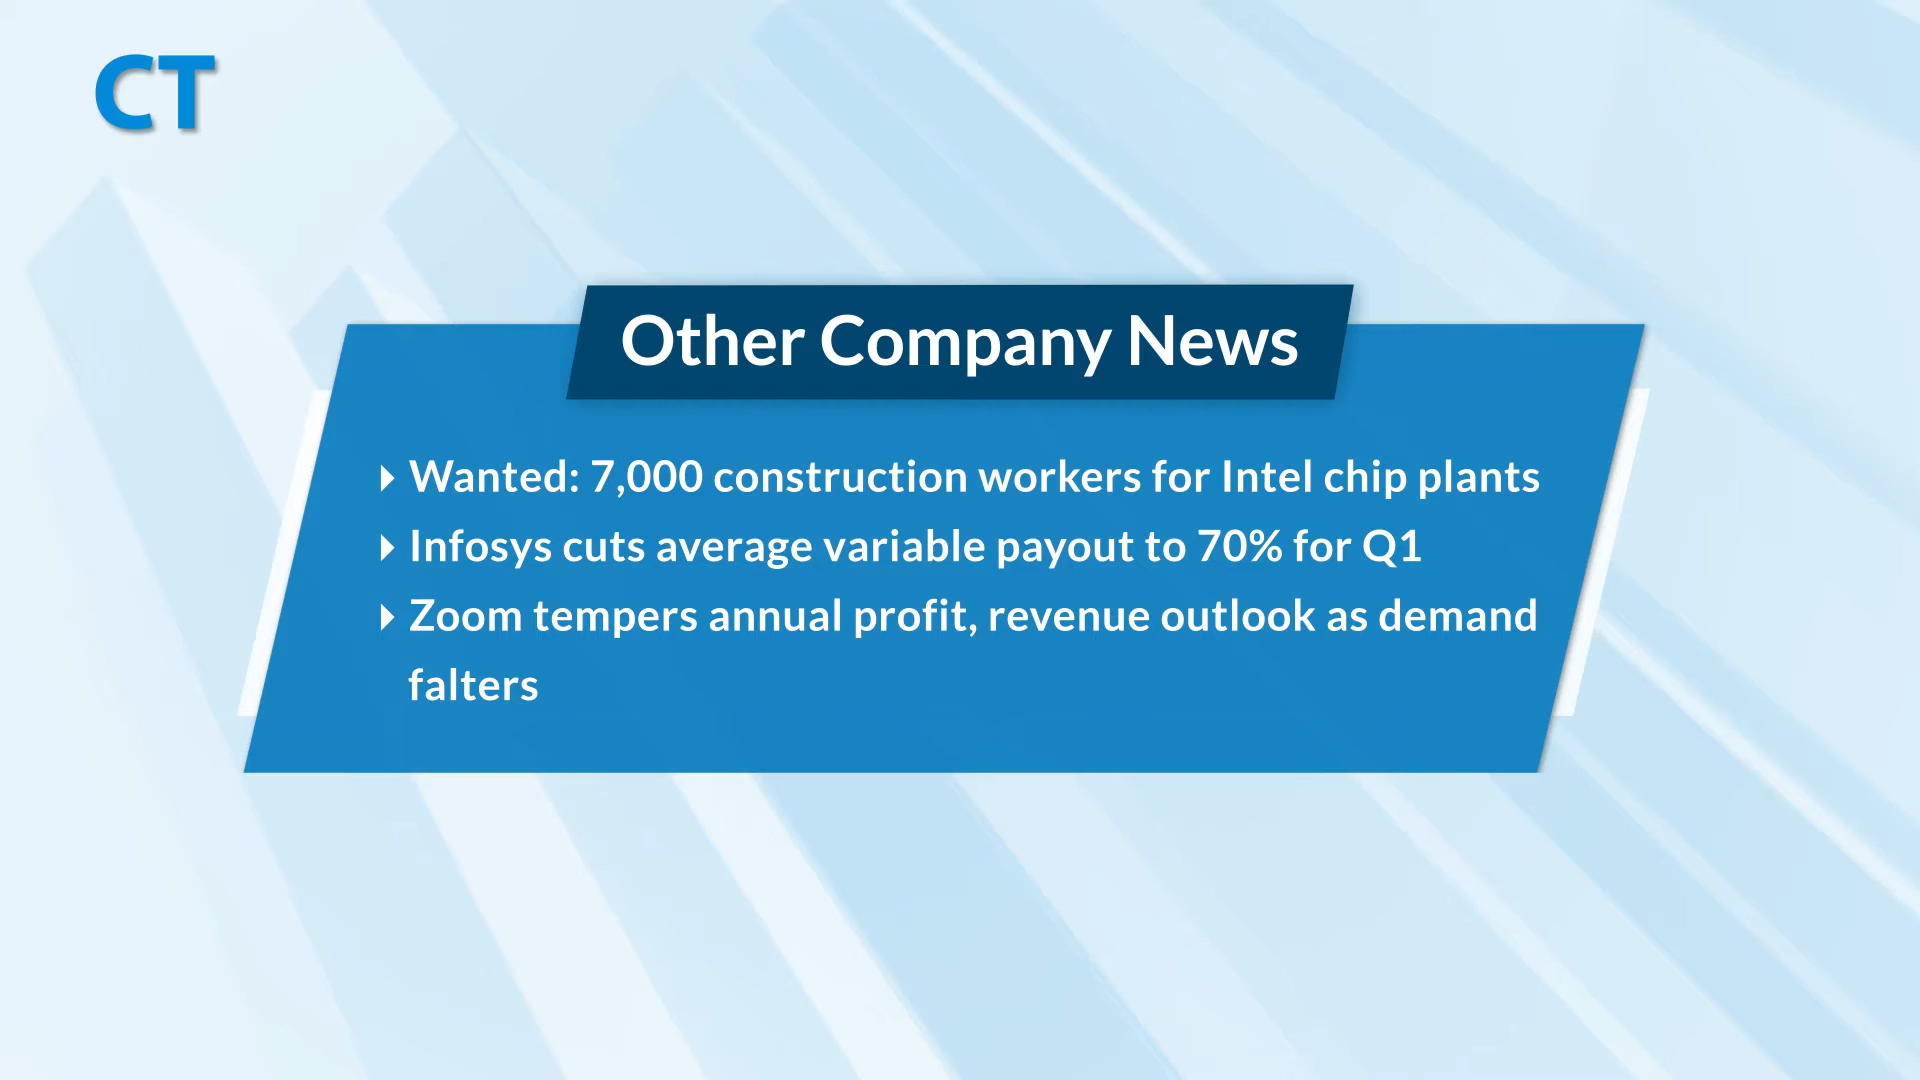 CT
Other Company News
Wanted: 7,000 construction workers for Intel chip plants
Infosys cuts average variable payout to 70% for Q1
Zoom tempers annual profit, revenue outlook as demand
falters